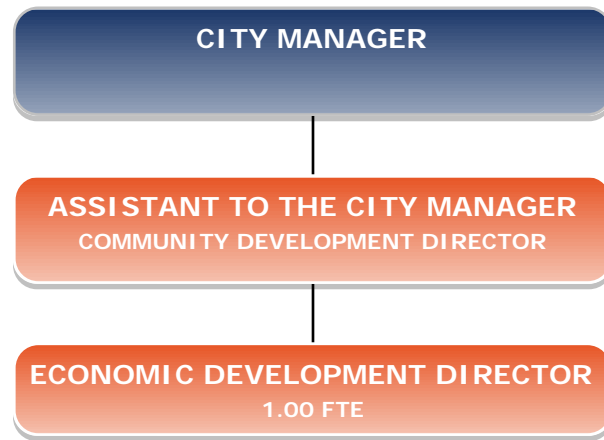 CITY MANAGER
ASSISTANT TO THE CITY MANAGER
COMMUNITY DEVELOPMENT DIRECTOR
ECONOMIC DEVELOPMENT DIRECTOR
1.00 FTE